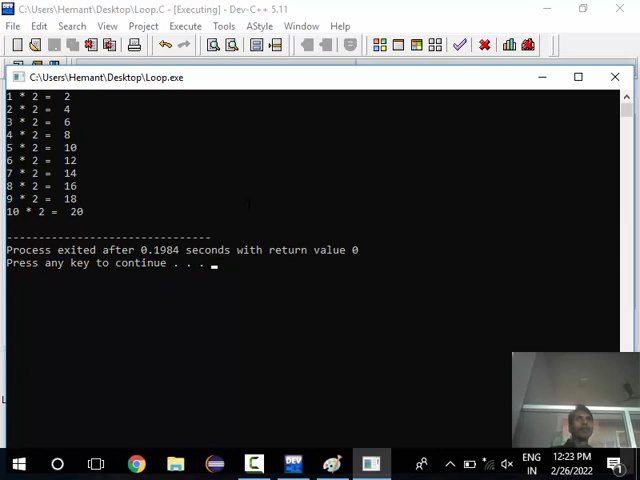 C:\Users\Hemant\Desktop\Loop.C - [Executing] - Dev-C++ 5.11
File Edit Search View Project Execute Tools AStyle Window Help
C:\Users\Hemant\Desktop\Loop.exe
1 * 2 =  2
2 * 2 =  4
3 * 2 =  6
4 * 2 =  8
5 * 2 =  10
6 * 2 =  12
7 * 2 =  14
8 * 2 =  16
9 * 2 =  18
10 * 2 =  20
--------------------------------
Process exited after 0.1984 seconds with return value 0
Press any key to continue . . .
DEV
ENG 12:23 PM
IN 2/26/2022
1